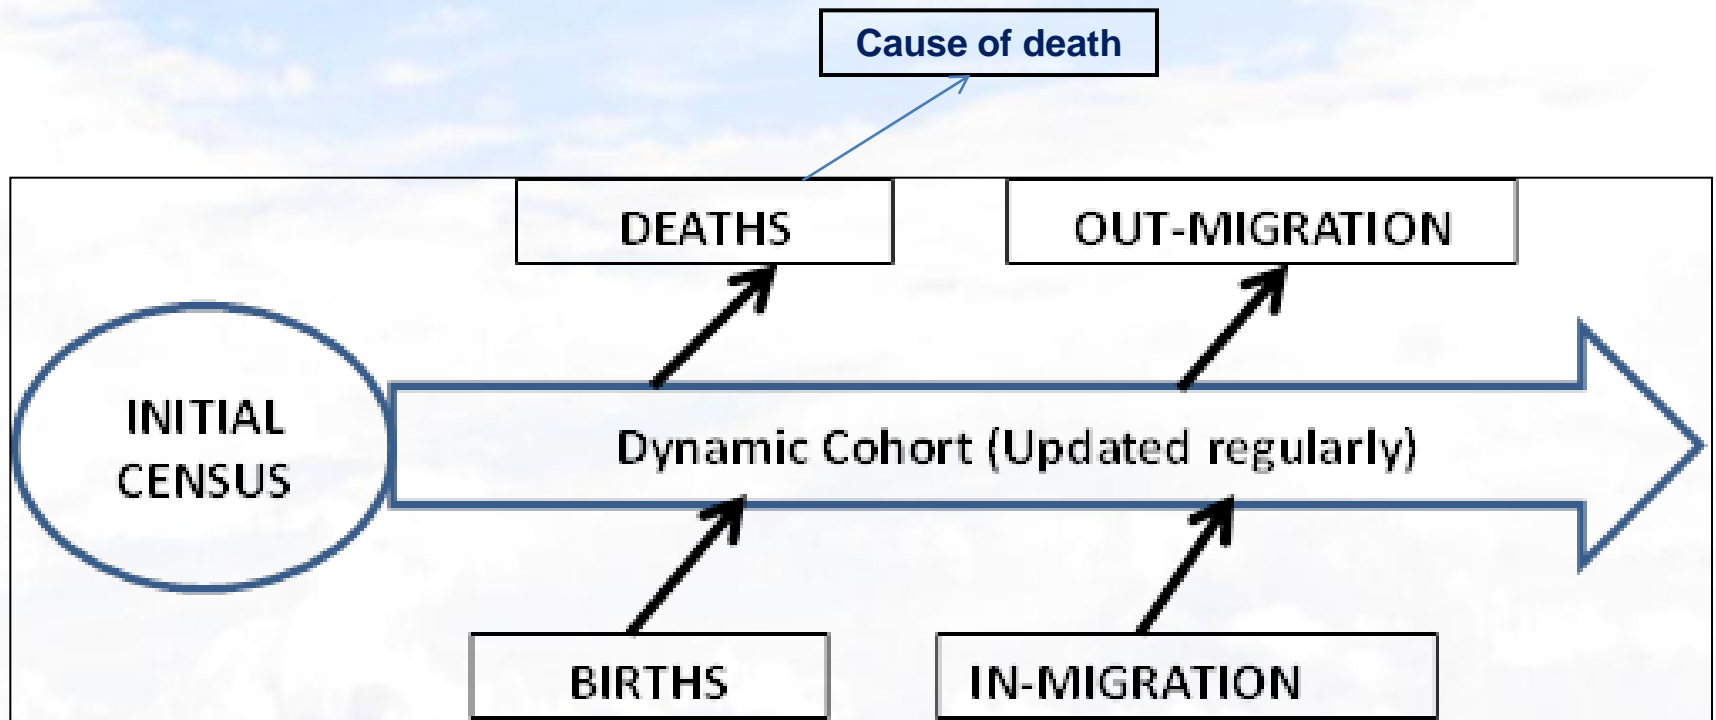 Cause of death
DEATHS
OUT-MIGRATION
INITIAL
CENSUS
Dynamic Cohort (Updated regularly)
BIRTHS
IN-MIGRATION